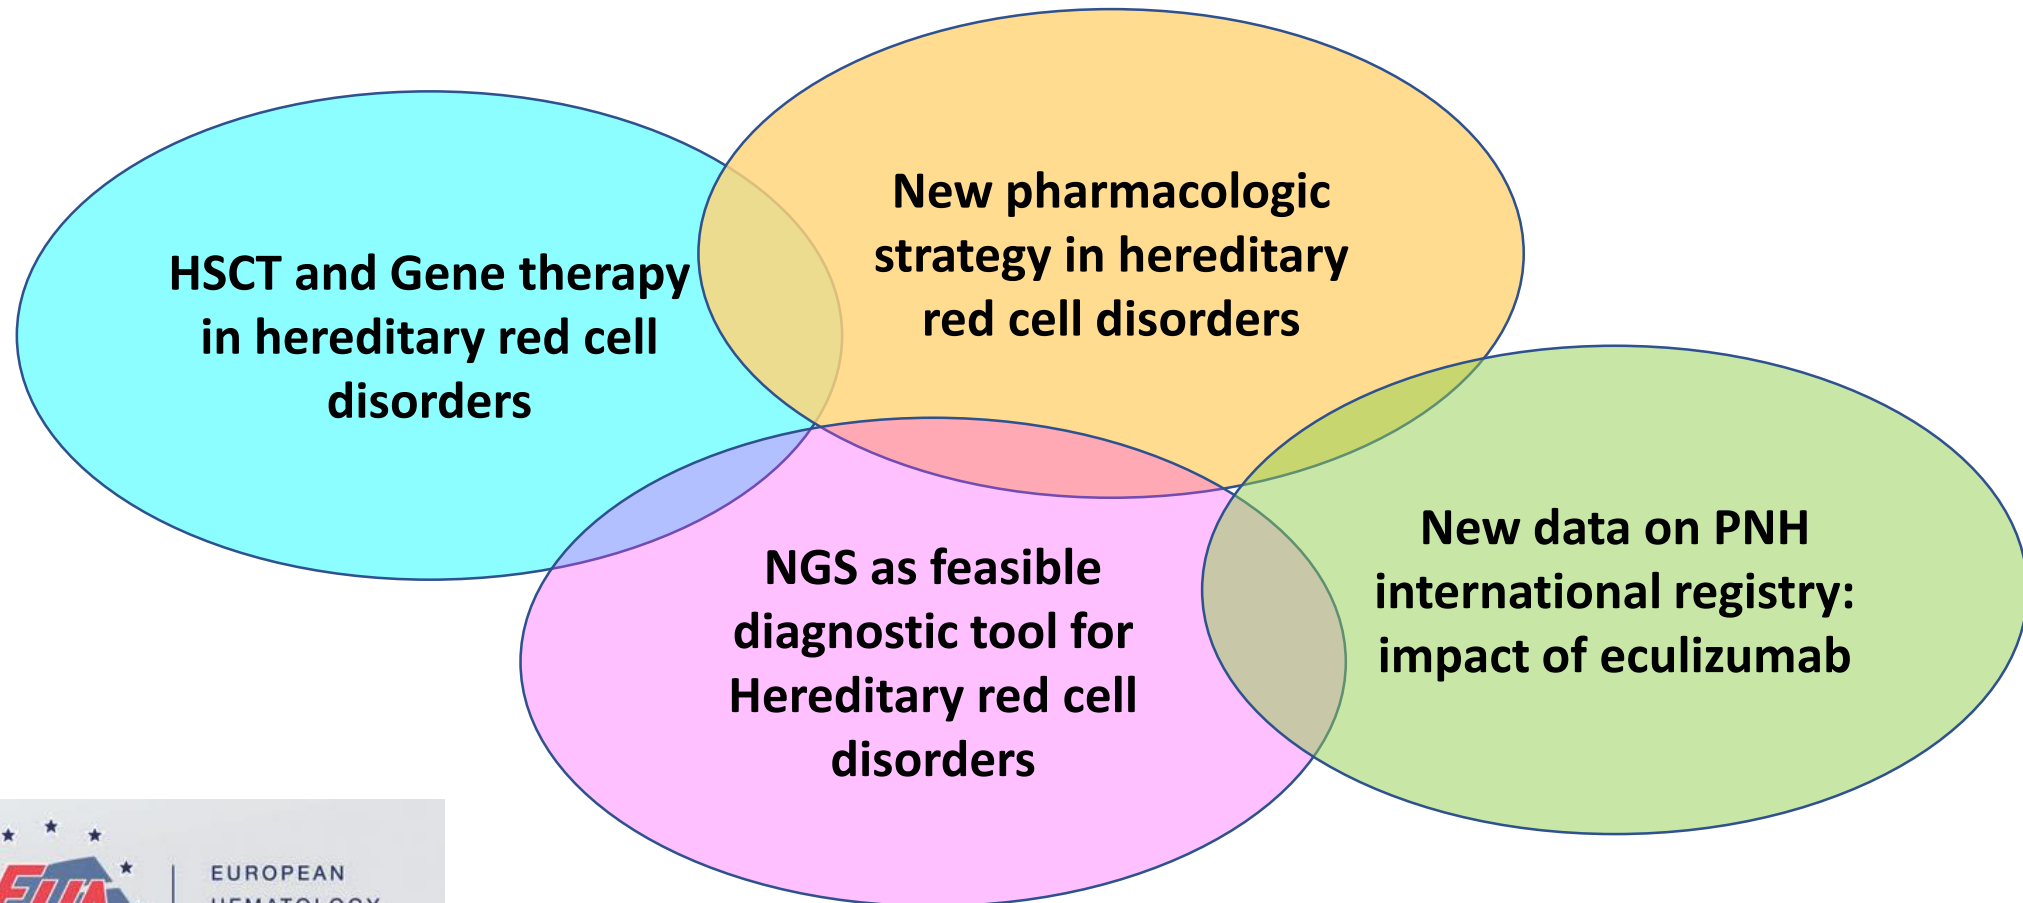 HSCT and Gene therapy
in hereditary red cell
disorders
New pharmacologic
strategy in hereditary
red cell disorders
NGS as feasible
diagnostic tool for
Hereditary red cell
disorders
New data on PNH
international registry:
impact of eculizumab
EUROPEAN
HEMATOLOGY